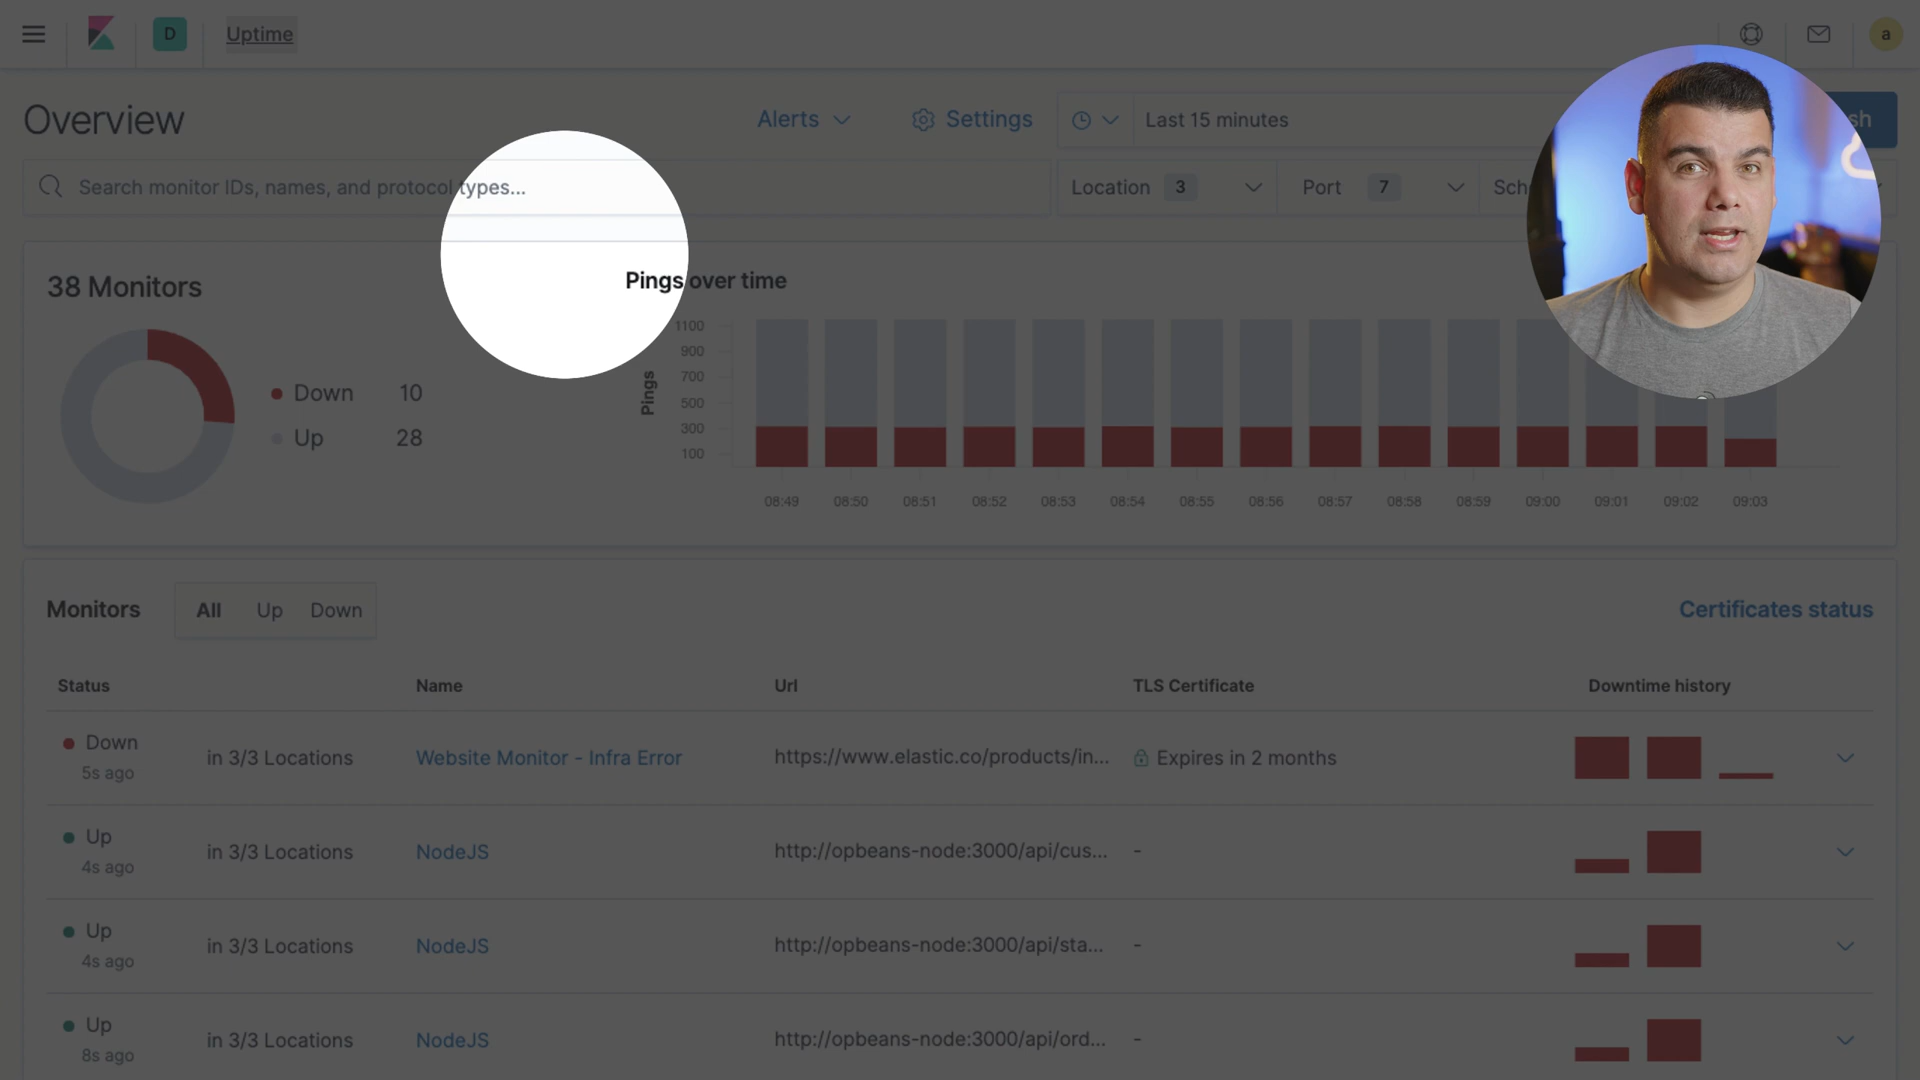 D
Uptime
a
Overview
Alerts
Settings
Last 15 minutes
sh
Search monitor IDs, names, and protocol types...
Location 3
Port 7
Sch
38 Monitors
Down 10
Up 28
Pings over time
Pings
1100
900
700
500
300
100
08:49 08:50 08:51 08:52 08:53 08:54 08:55 08:56 08:57 08:58 08:59 09:00 09:01 09:02 09:03
Monitors
All Up Down
Certificates status
Status Name Url TLS Certificate Downtime history
Down
5s ago
in 3/3 Locations
Website Monitor - Infra Error
https://www.elastic.co/products/in...
Expires in 2 months
Up
4s ago
in 3/3 Locations
NodeJS
http://opbeans-node:3000/api/cus...
-
Up
4s ago
in 3/3 Locations
NodeJS
http://opbeans-node:3000/api/sta...
-
Up
8s ago
in 3/3 Locations
NodeJS
http://opbeans-node:3000/api/ord...
-